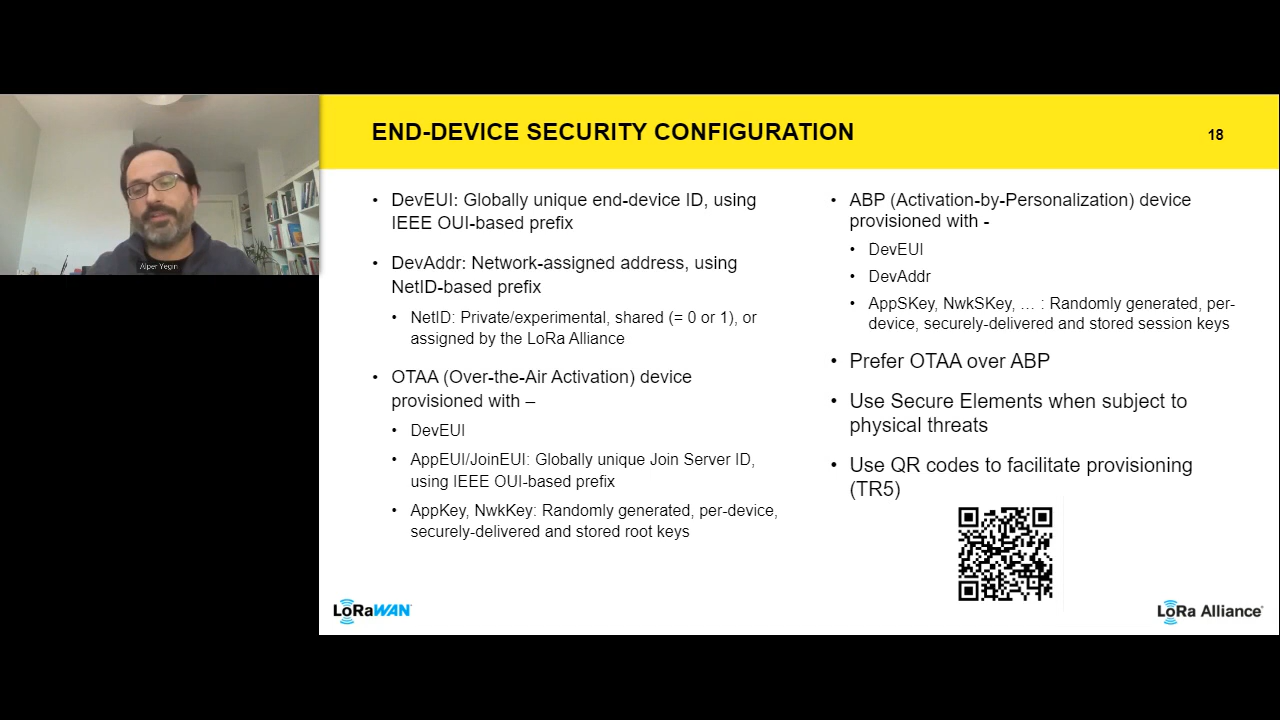 Alper Yegin
END-DEVICE SECURITY CONFIGURATION
18
• DevEUI: Globally unique end-device ID, using
IEEE OUI-based prefix
• DevAddr: Network-assigned address, using
NetID-based prefix
• NetID: Private/experimental, shared (= 0 or 1), or
assigned by the LoRa Alliance
• OTAA (Over-the-Air Activation) device
provisioned with –
• DevEUI
• AppEUI/JoinEUI: Globally unique Join Server ID,
using IEEE OUI-based prefix
• AppKey, NwkKey: Randomly generated, per-device,
securely-delivered and stored root keys
• ABP (Activation-by-Personalization) device
provisioned with -
• DevEUI
• DevAddr
• AppSKey, NwkSKey, … : Randomly generated, per-
device, securely-delivered and stored session keys
• Prefer OTAA over ABP
• Use Secure Elements when subject to
physical threats
• Use QR codes to facilitate provisioning
(TR5)
LoRaWAN
LoRa Alliance